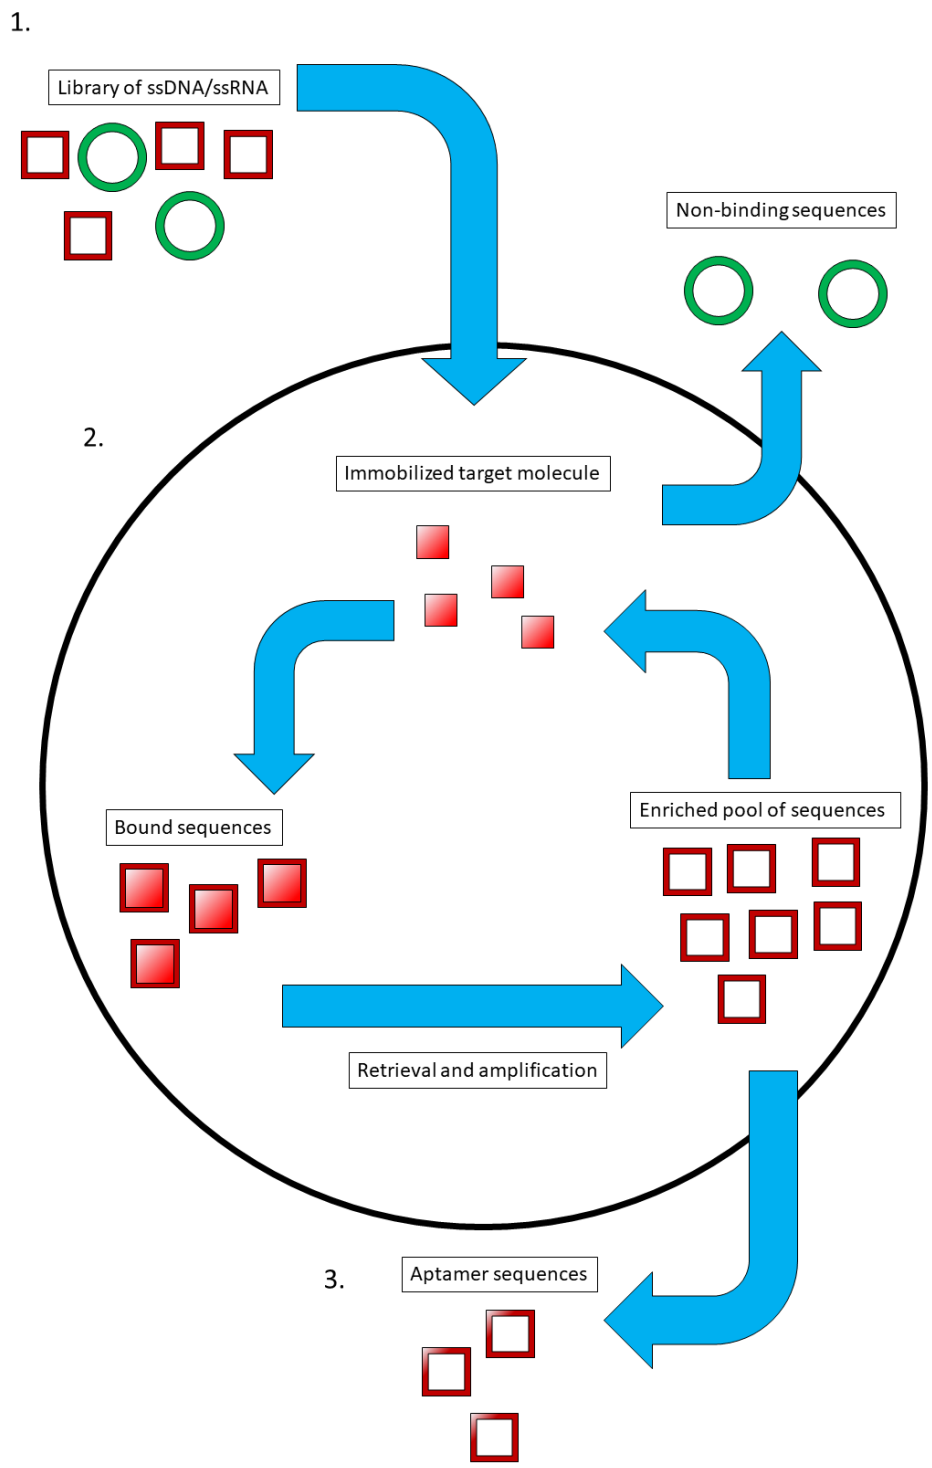 1.
Library of ssDNA/ssRNA
Non-binding sequences
2.
Immobilized target molecule
Bound sequences
Enriched pool of sequences
Retrieval and amplification
3.
Aptamer sequences